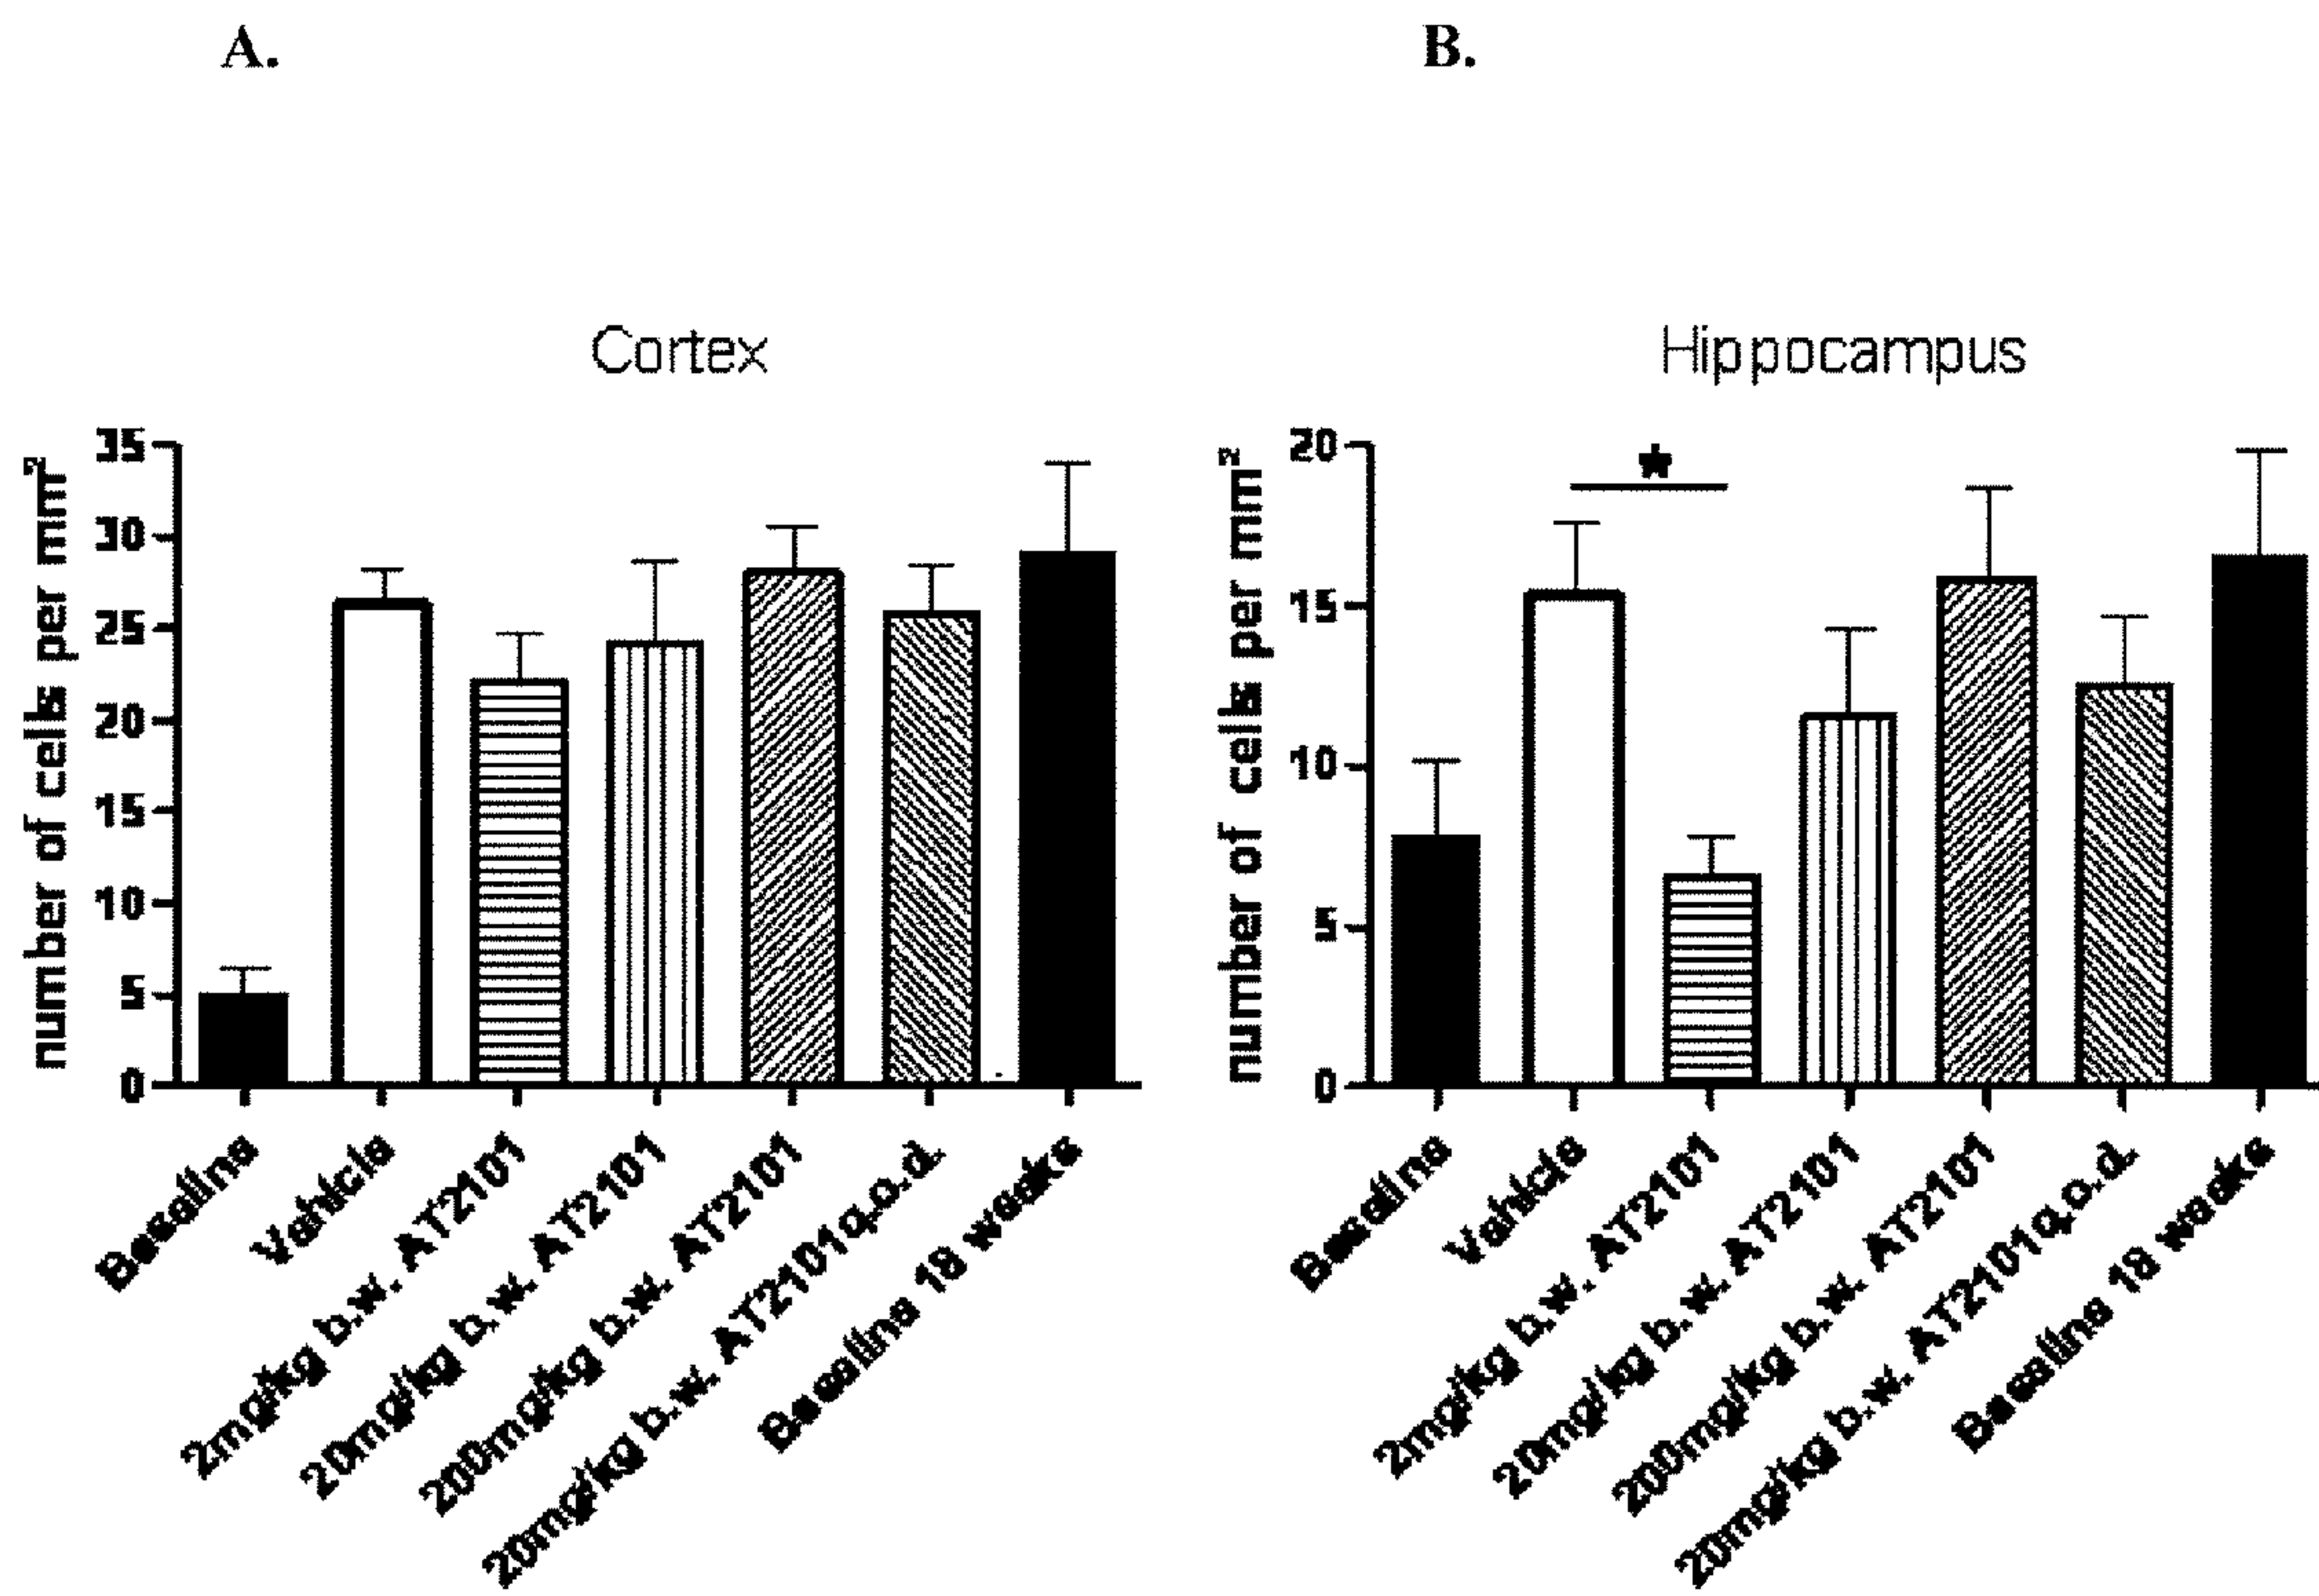 A.
B.
Cortex
number of cells per mm²
35
30
25
20
15
10
5
0
Baseline
Vehicle
2mg/kg b.w. AT2101
20mg/kg b.w. AT2101
200mg/kg b.w. AT2101
20mg/kg b.w. AT2101q.o.d.
Baseline 18 weeks
Hippocampus
number of cells per mm²
20
15
10
5
0
*
Baseline
Vehicle
2mg/kg b.w. AT2101
20mg/kg b.w. AT2101
200mg/kg b.w. AT2101
20mg/kg b.w. AT2101q.o.d.
Baseline 18 weeks